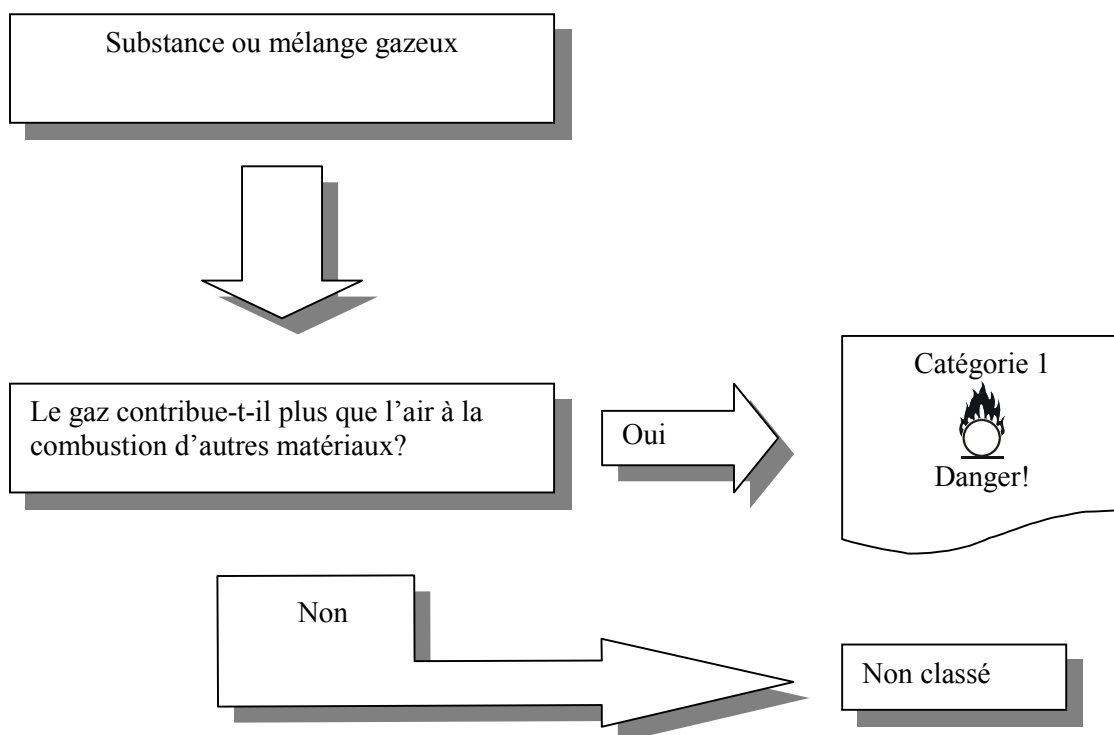 Substance ou mélange gazeux
Le gaz contribue-t-il plus que l’air à la
combustion d’autres matériaux?
Oui
Catégorie 1
Danger!
Non
Non classé